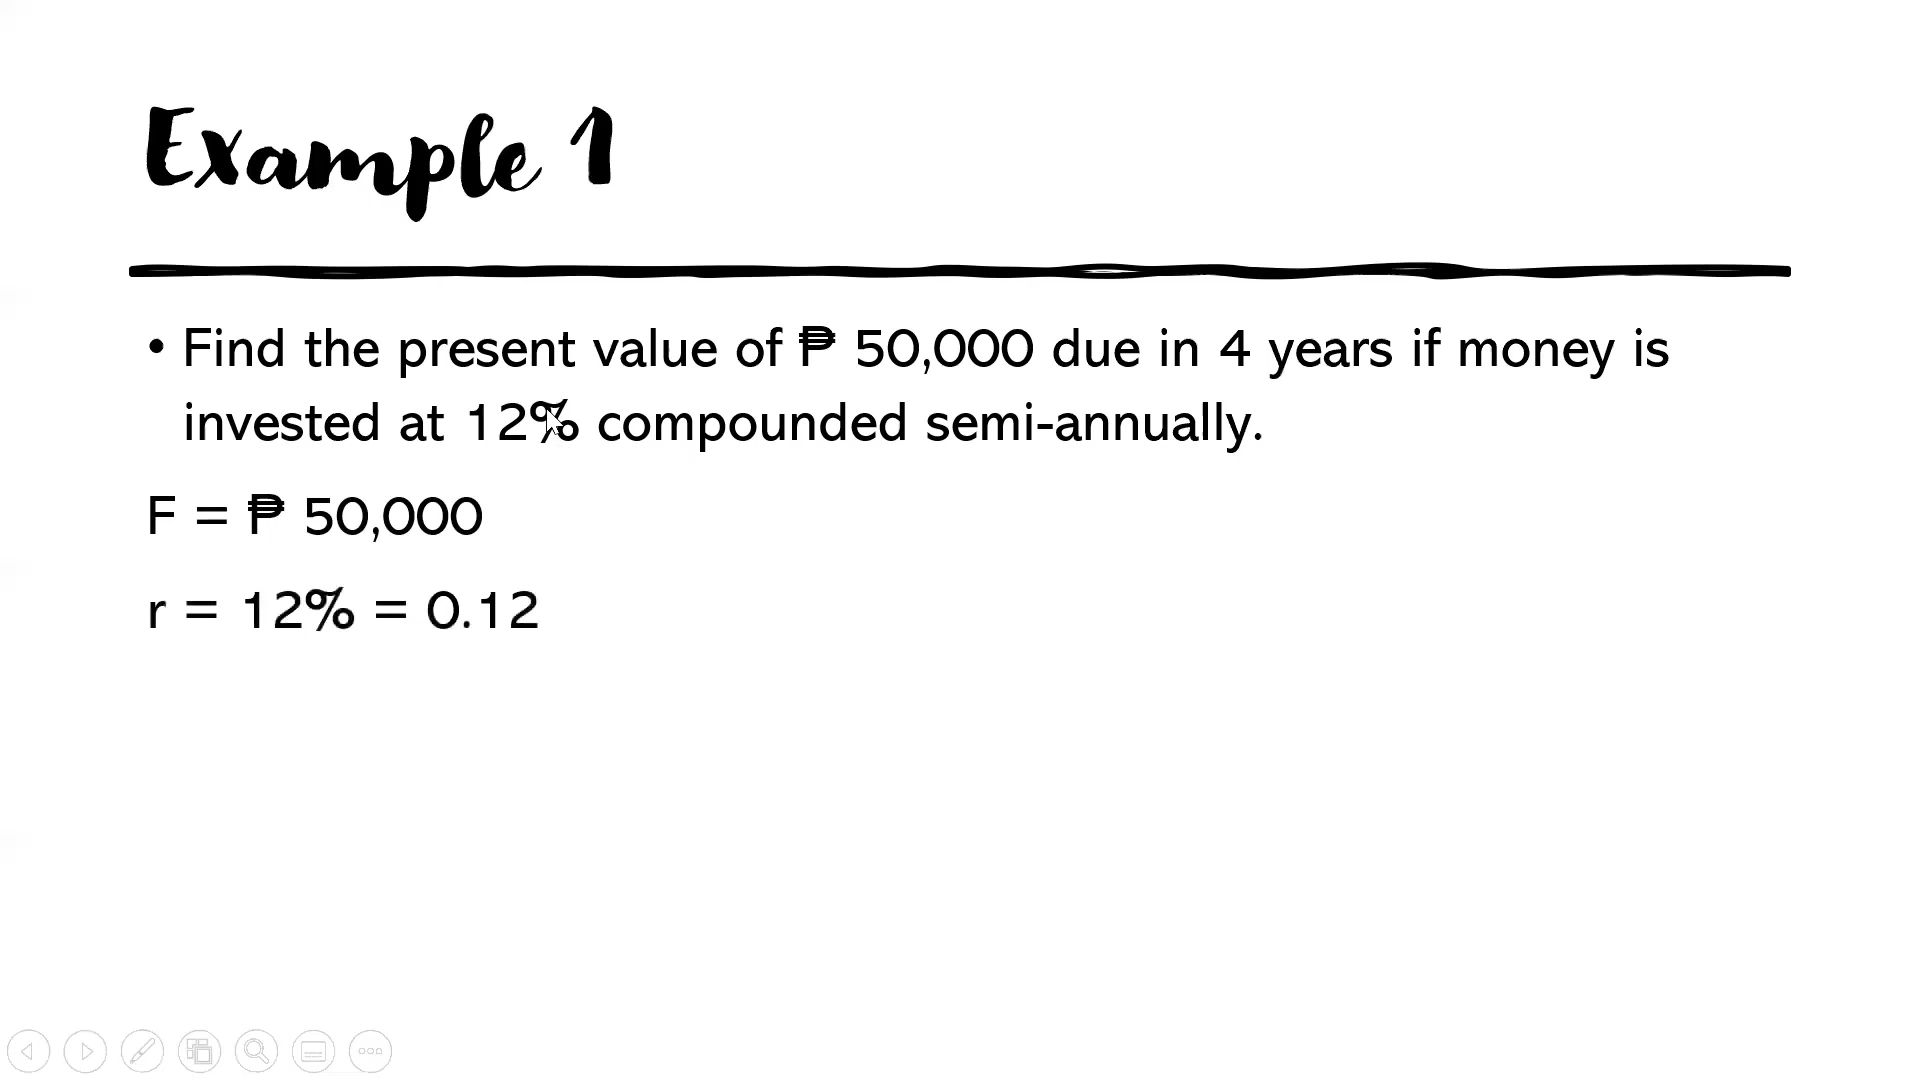 Example 1
• Find the present value of ₱ 50,000 due in 4 years if money is
invested at 12% compounded semi-annually.
F = ₱ 50,000
r = 12% = 0.12